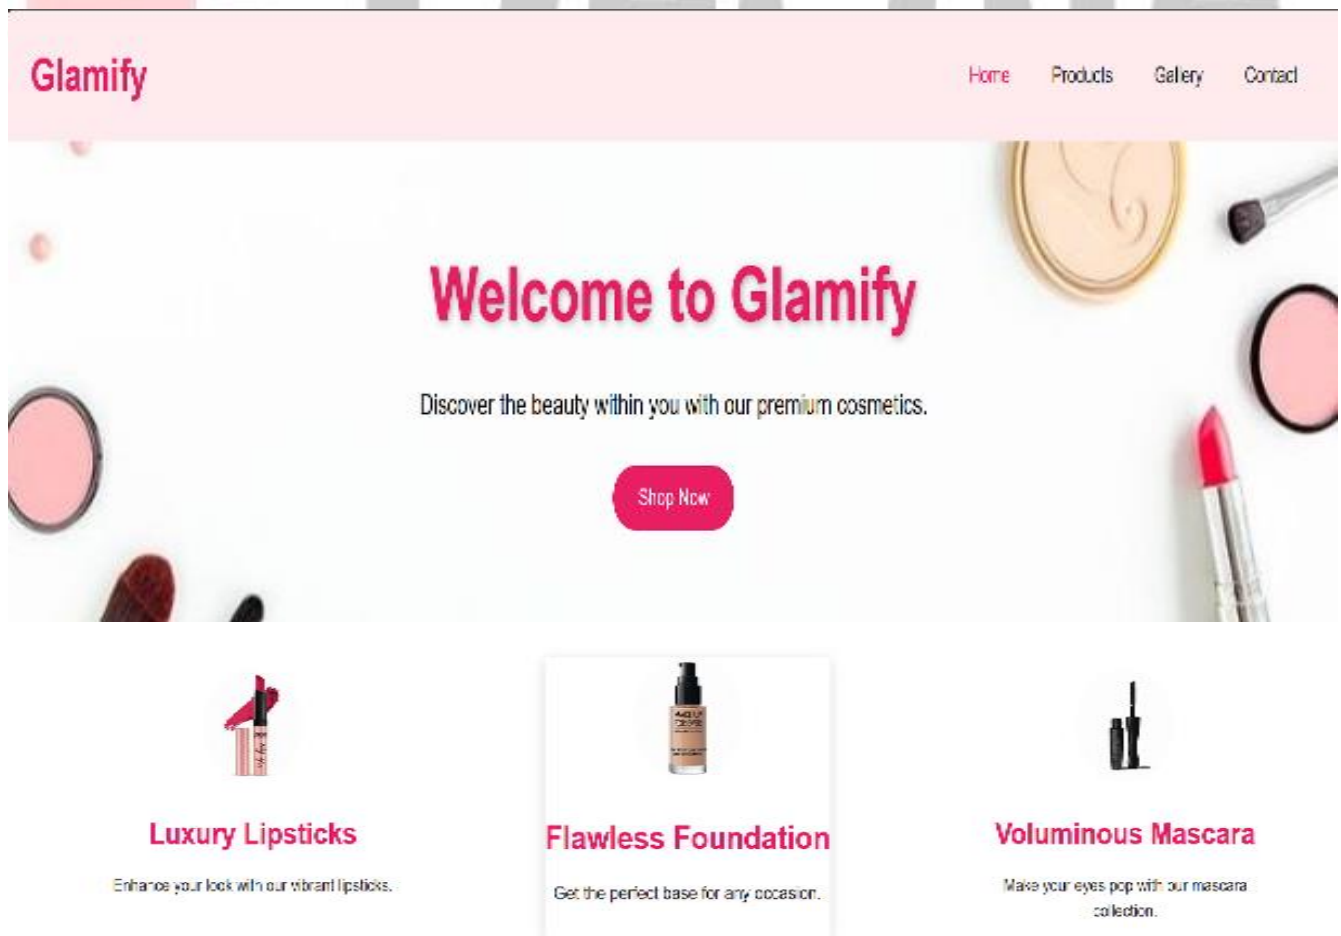 Glamify
Home Products Gallery Contact
Welcome to Glamify
Discover the beauty within you with our premium cosmetics.
Shop Now
Luxury Lipsticks
Enhance your look with our vibrant lipsticks.
Flawless Foundation
Get the perfect base for any occasion.
Voluminous Mascara
Make your eyes pop with our mascara
collection.